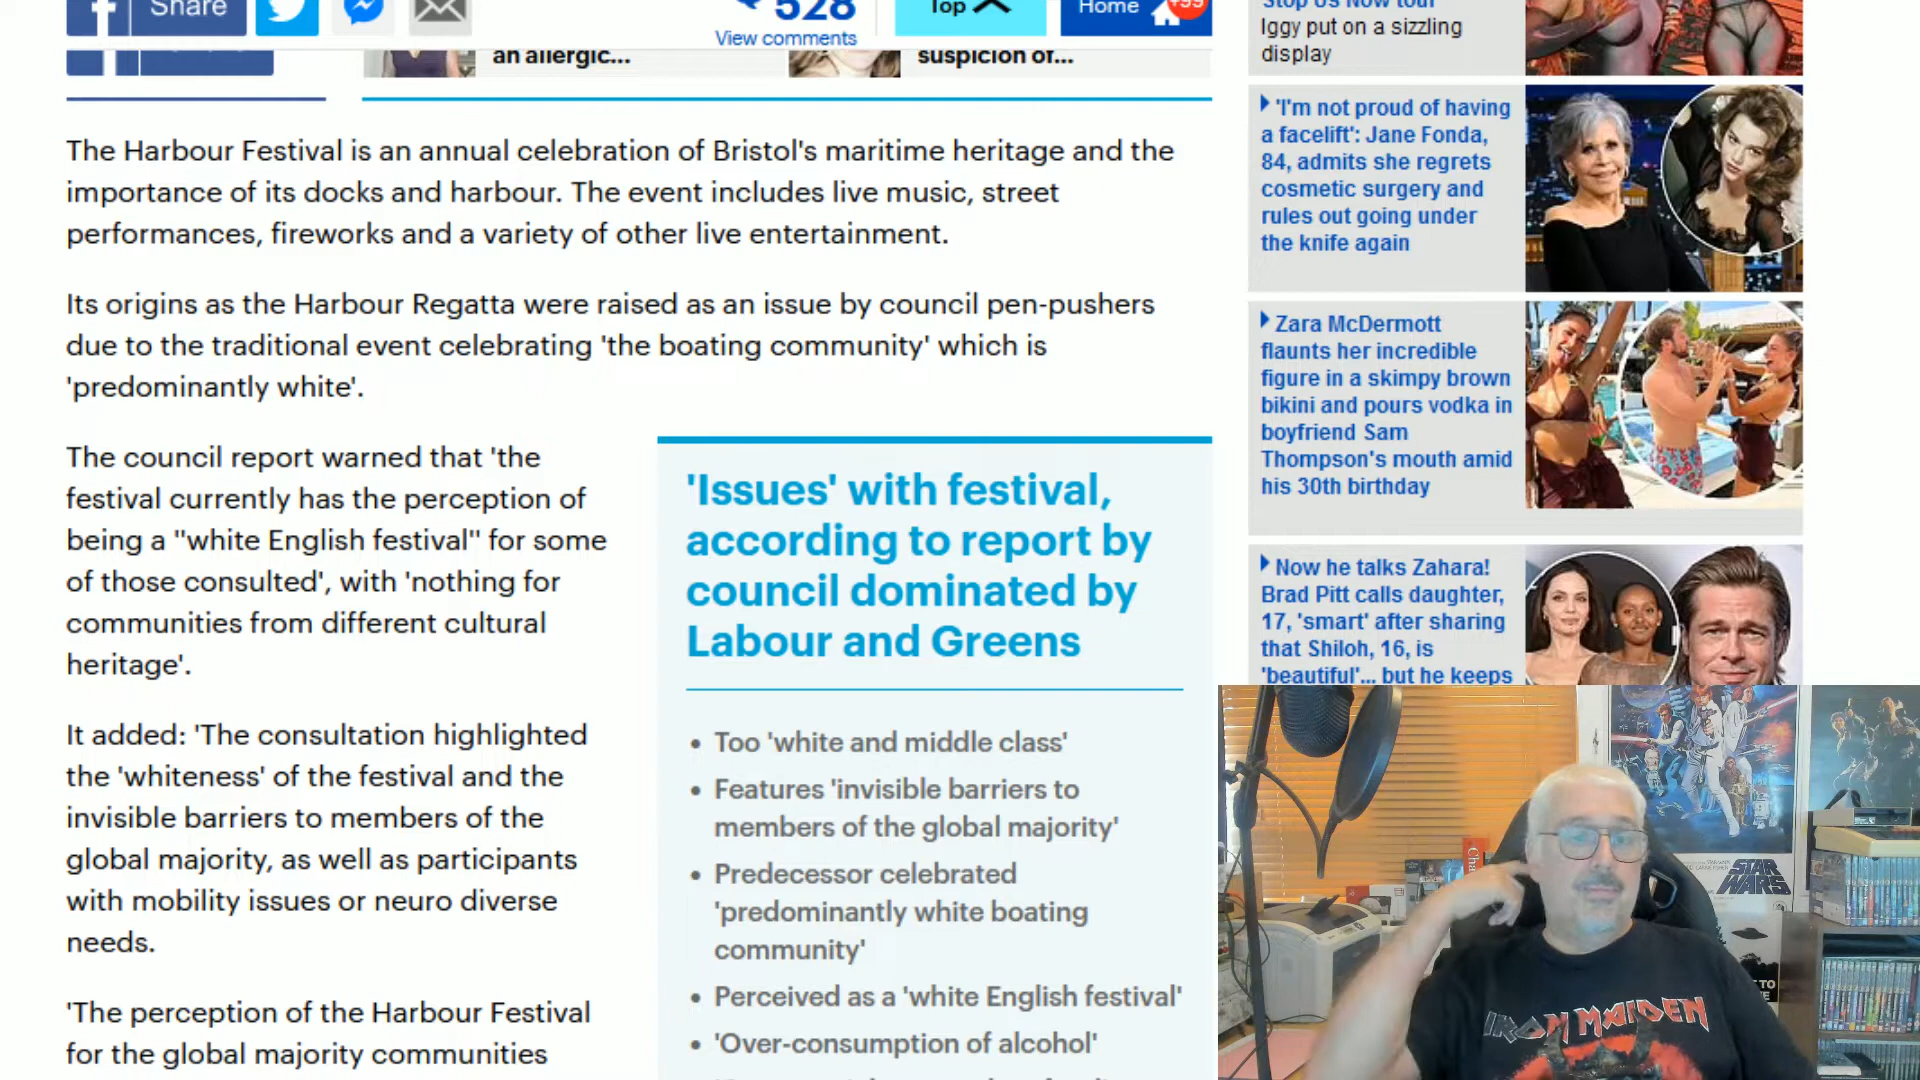 Share
528
View comments
Top
Home
+99
an allergic...
suspicion of...
The Harbour Festival is an annual celebration of Bristol's maritime heritage and the
importance of its docks and harbour. The event includes live music, street
performances, fireworks and a variety of other live entertainment.
Its origins as the Harbour Regatta were raised as an issue by council pen-pushers
due to the traditional event celebrating 'the boating community' which is
'predominantly white'.
The council report warned that 'the
festival currently has the perception of
being a "white English festival" for some
of those consulted', with 'nothing for
communities from different cultural
heritage'.
It added: 'The consultation highlighted
the 'whiteness' of the festival and the
invisible barriers to members of the
global majority, as well as participants
with mobility issues or neuro diverse
needs.
'The perception of the Harbour Festival
for the global majority communities
'Issues' with festival,
according to report by
council dominated by
Labour and Greens
• Too 'white and middle class'
• Features 'invisible barriers to
members of the global majority'
• Predecessor celebrated
'predominantly white boating
community'
• Perceived as a 'white English festival'
• 'Over-consumption of alcohol'
Stop Us Now tour
Iggy put on a sizzling
display
'I'm not proud of having
a facelift': Jane Fonda,
84, admits she regrets
cosmetic surgery and
rules out going under
the knife again
Zara McDermott
flaunts her incredible
figure in a skimpy brown
bikini and pours vodka in
boyfriend Sam
Thompson's mouth amid
his 30th birthday
Now he talks Zahara!
Brad Pitt calls daughter,
17, 'smart' after sharing
that Shiloh, 16, is
'beautiful'... but he keeps
STAR
WARS
IRON MAIDEN